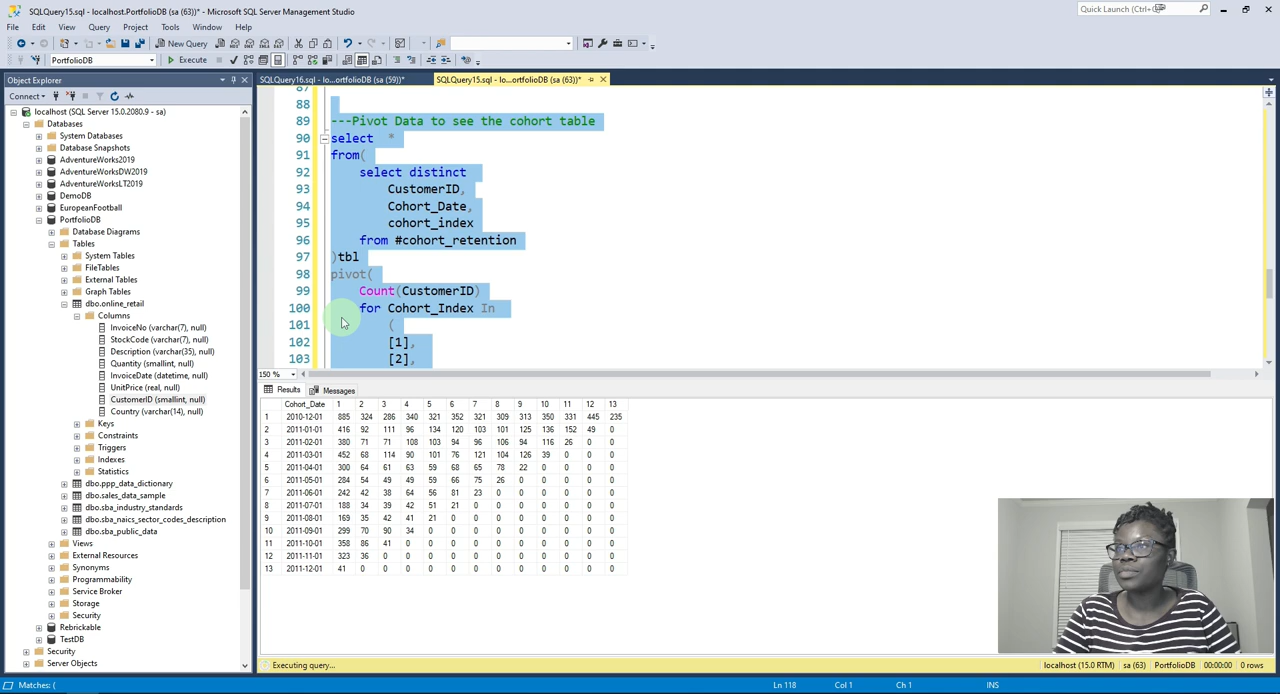 SQLQuery15.sql - localhost.PortfolioDB (sa (63))* - Microsoft SQL Server Management Studio
Quick Launch (Ctrl+Q)
File Edit View Query Project Tools Window Help
New Query
PortfolioDB Execute
Object Explorer
SQLQuery16.sql - lo...ortfolioDB (sa (59))*
SQLQuery15.sql - lo...ortfolioDB (sa (63))*
Connect
localhost (SQL Server 15.0.2080.9 - sa)
Databases
System Databases
Database Snapshots
AdventureWorks2019
AdventureWorksDW2019
AdventureWorksLT2019
DemoDB
EuropeanFootball
PortfolioDB
Database Diagrams
Tables
System Tables
FileTables
External Tables
Graph Tables
dbo.online_retail
Columns
InvoiceNo (varchar(7), null)
StockCode (varchar(7), null)
Description (varchar(35), null)
Quantity (smallint, null)
InvoiceDate (datetime, null)
UnitPrice (real, null)
CustomerID (smallint, null)
Country (varchar(14), null)
Keys
Constraints
Triggers
Indexes
Statistics
dbo.ppp_data_dictionary
dbo.sales_data_sample
dbo.sba_industry_standards
dbo.sba_naics_sector_codes_description
dbo.sba_public_data
Views
External Resources
Synonyms
Programmability
Service Broker
Storage
Security
Rebrickable
TestDB
Security
Server Objects
87
88
89 ---Pivot Data to see the cohort table
90 select *
91 from(
92 select distinct
93 CustomerID,
94 Cohort_Date,
95 cohort_index
96 from #cohort_retention
97 )tbl
98 pivot(
99 Count(CustomerID)
100 for Cohort_Index In
101 (
102 [1],
103 [2],
150 %
Results Messages
Cohort_Date 1 2 3 4 5 6 7 8 9 10 11 12 13
1 2010-12-01 885 324 286 340 321 352 321 309 313 350 331 445 235
2 2011-01-01 416 92 111 96 134 120 103 101 125 136 152 49 0
3 2011-02-01 380 71 71 108 103 94 96 106 94 116 26 0 0
4 2011-03-01 452 68 114 90 101 76 121 104 126 39 0 0 0
5 2011-04-01 300 64 61 63 59 68 65 78 22 0 0 0 0
6 2011-05-01 284 54 49 49 59 66 75 26 0 0 0 0 0
7 2011-06-01 242 42 38 64 56 81 23 0 0 0 0 0 0
8 2011-07-01 188 34 39 42 51 21 0 0 0 0 0 0 0
9 2011-08-01 169 35 42 41 21 0 0 0 0 0 0 0 0
10 2011-09-01 299 70 90 34 0 0 0 0 0 0 0 0 0
11 2011-10-01 358 86 41 0 0 0 0 0 0 0 0 0 0
12 2011-11-01 323 36 0 0 0 0 0 0 0 0 0 0 0
13 2011-12-01 41 0 0 0 0 0 0 0 0 0 0 0 0
Executing query... localhost (15.0 RTM) sa (63) PortfolioDB 00:00:00 0 rows
Matches: ( Ln 118 Col 1 Ch 1 INS